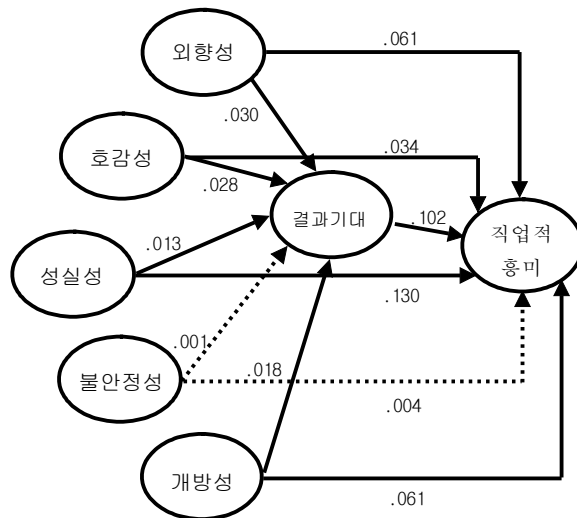 외향성
.061
.030
호감성
.034
.028
결과기대
.102
직업적
흥미
.013
성실성
.130
.001
불안정성
.018
.004
개방성
.061